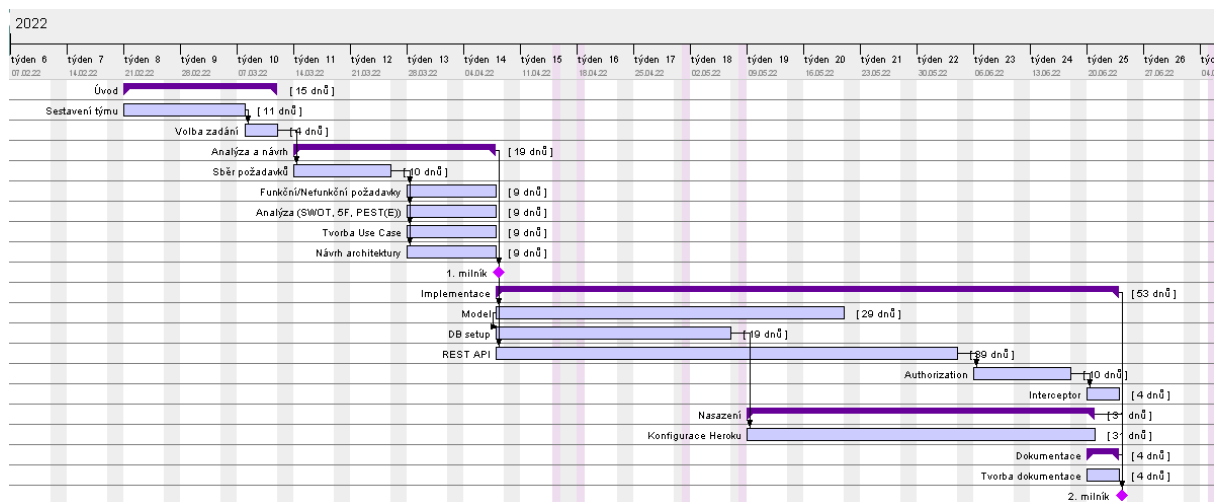 2022
týden 6 týden 7 týden 8 týden 9 týden 10 týden 11 týden 12 týden 13 týden 14 týden 15 týden 16 týden 17 týden 18 týden 19 týden 20 týden 21 týden 22 týden 23 týden 24 týden 25 týden 26 týden
07.02.22 14.02.22 21.02.22 28.02.22 07.03.22 14.03.22 21.03.22 28.03.22 04.04.22 11.04.22 18.04.22 25.04.22 02.05.22 09.05.22 16.05.22 23.05.22 30.05.22 06.06.22 13.06.22 20.06.22 27.06.22 04.
Úvod [15 dnů]
Sestavení týmu [11 dnů]
Volba zadání [4 dnů]
Analýza a návrh [19 dnů]
Sběr požadavků [10 dnů]
Funkční/Nefunkční požadavky [9 dnů]
Analýza (SWOT, 5F, PEST(E)) [9 dnů]
Tvorba Use Case [9 dnů]
Návrh architektury [9 dnů]
1. milník
Implementace [53 dnů]
Model [29 dnů]
DB setup [19 dnů]
REST API [39 dnů]
Authorization [10 dnů]
Interceptor [4 dnů]
Nasazení [31 dnů]
Konfigurace Heroku [31 dnů]
Dokumentace [4 dnů]
Tvorba dokumentace [4 dnů]
2. milník